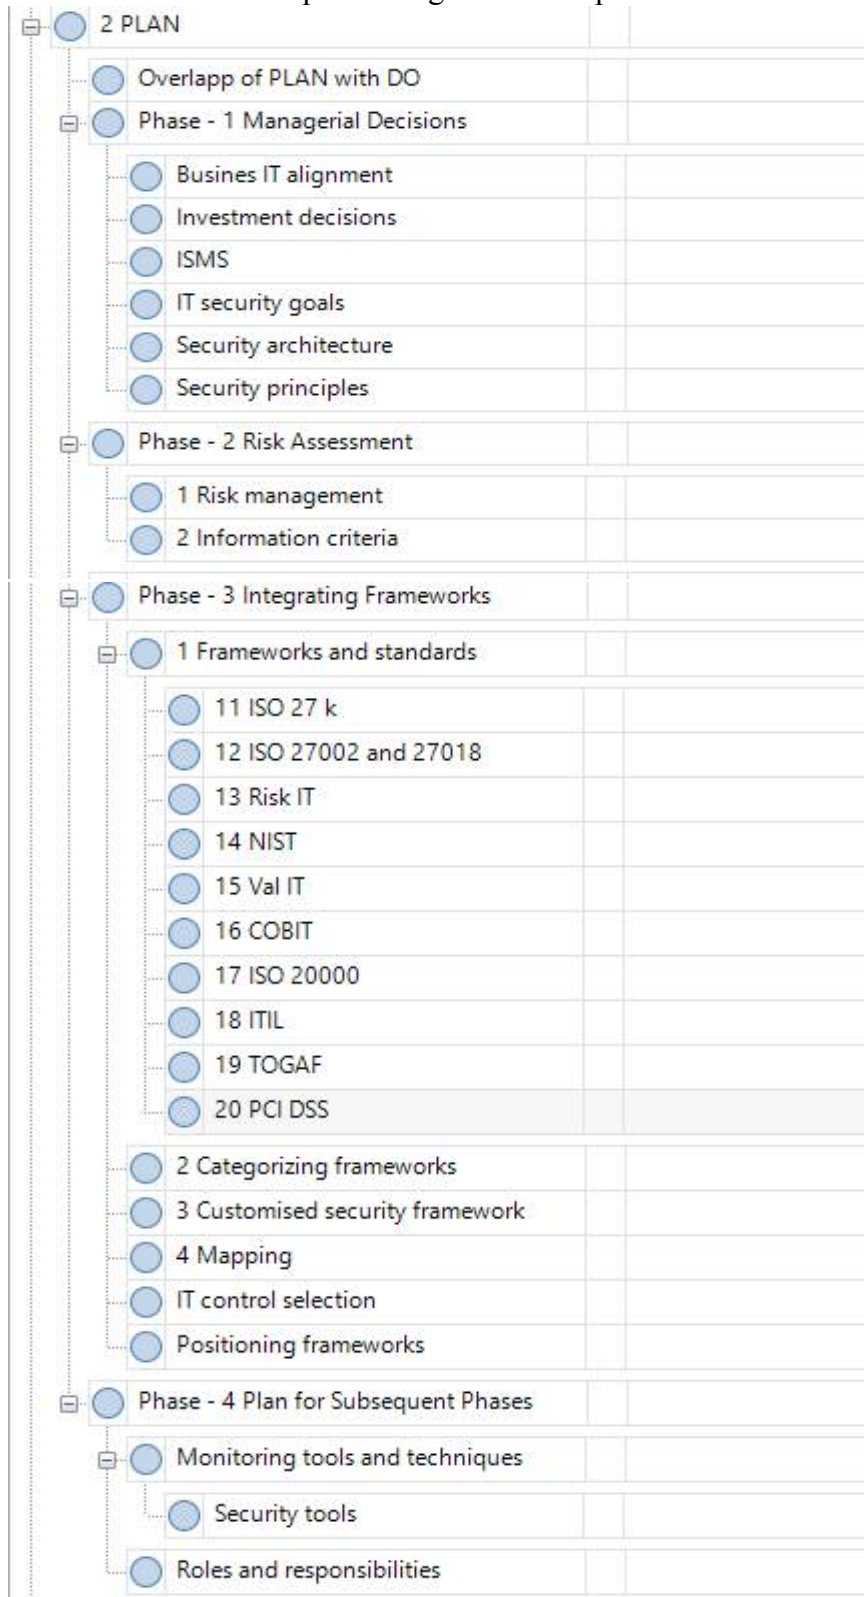 2 PLAN
Overlapp of PLAN with DO
Phase - 1 Managerial Decisions
Busines IT alignment
Investment decisions
ISMS
IT security goals
Security architecture
Security principles
Phase - 2 Risk Assessment
1 Risk management
2 Information criteria
Phase - 3 Integrating Frameworks
1 Frameworks and standards
11 ISO 27 k
12 ISO 27002 and 27018
13 Risk IT
14 NIST
15 Val IT
16 COBIT
17 ISO 20000
18 ITIL
19 TOGAF
20 PCI DSS
2 Categorizing frameworks
3 Customised security framework
4 Mapping
IT control selection
Positioning frameworks
Phase - 4 Plan for Subsequent Phases
Monitoring tools and techniques
Security tools
Roles and responsibilities